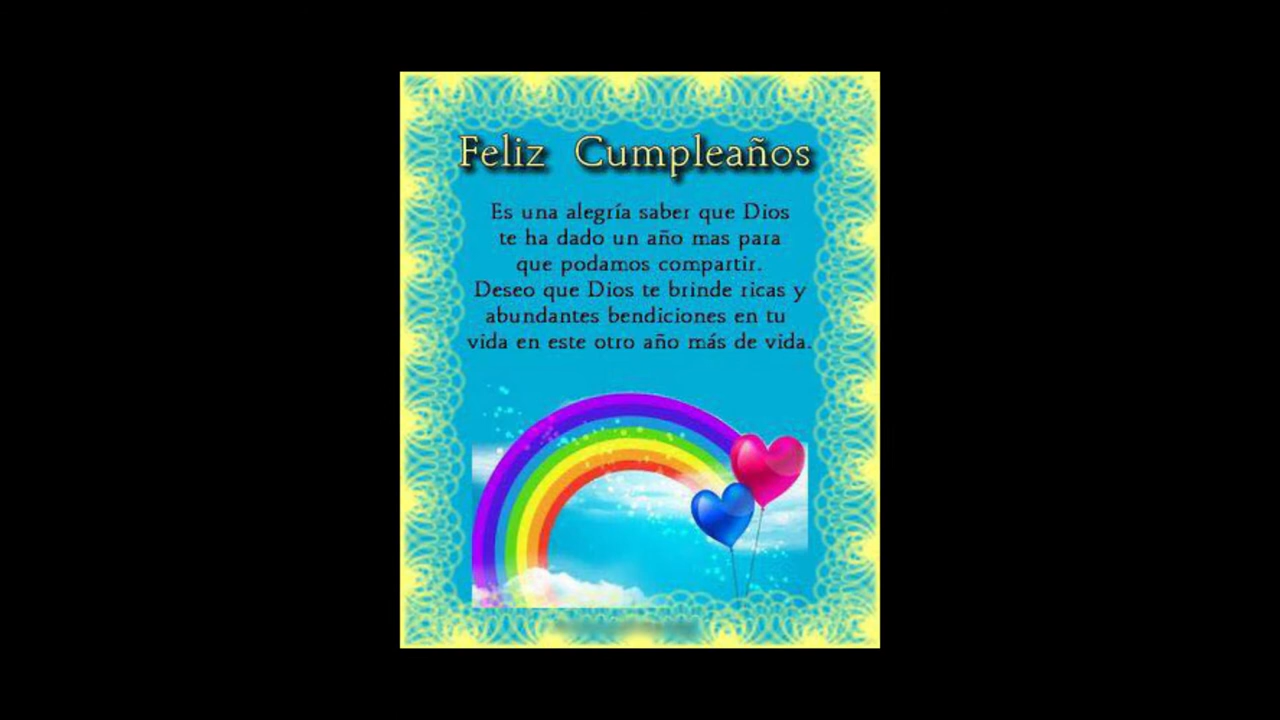 Feliz Cumpleaños
Es una alegría saber que Dios
te ha dado un año mas para
que podamos compartir.
Deseo que Dios te brinde ricas y
abundantes bendiciones en tu
vida en este otro año más de vida.